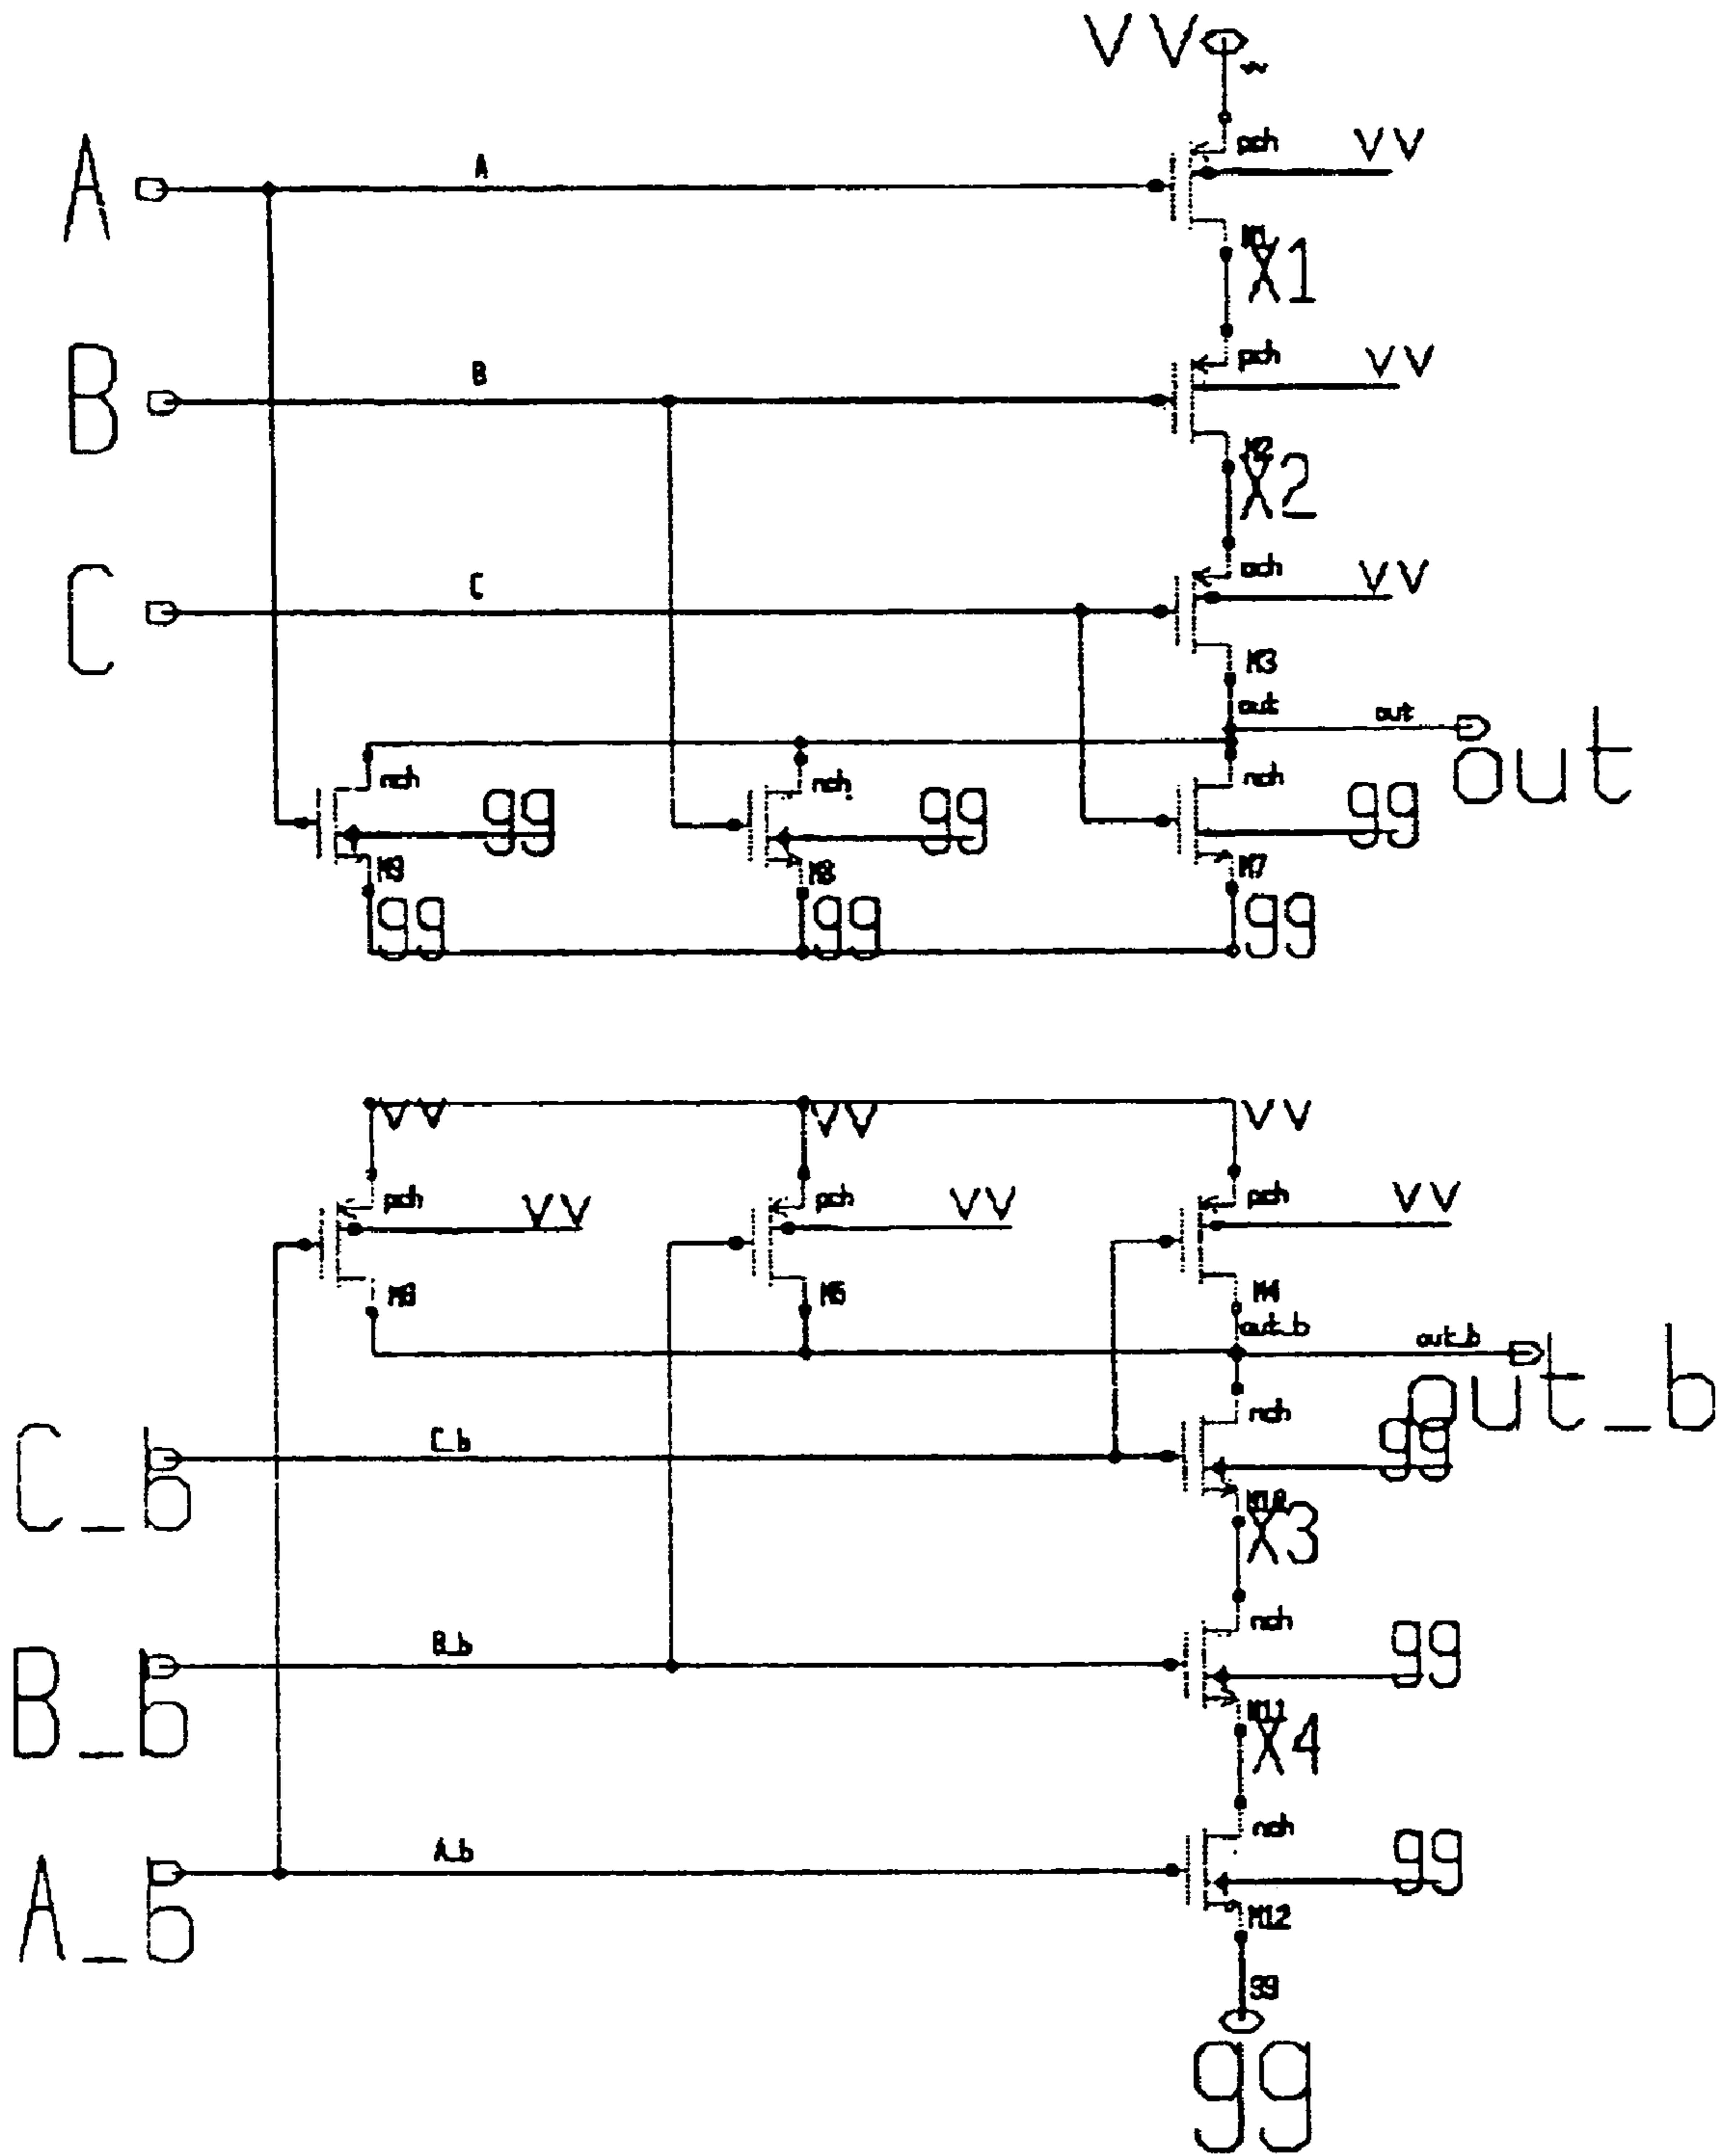 VV
pch
VV
A
A
X1
pch
VV
B
B
M2
X2
pch
VV
C
C
M3
out
out
out
nch
gg
nch
gg
nch
gg
M9
M8
M7
gg
gg
gg
VV
VV
VV
pch
VV
pch
VV
pch
VV
M6
M5
M4
out_b
out_b
out_b
nch
gg
C_b
C_b
M10
X3
nch
gg
B_b
B_b
M11
X4
nch
gg
A_b
A_b
M12
gg
gg